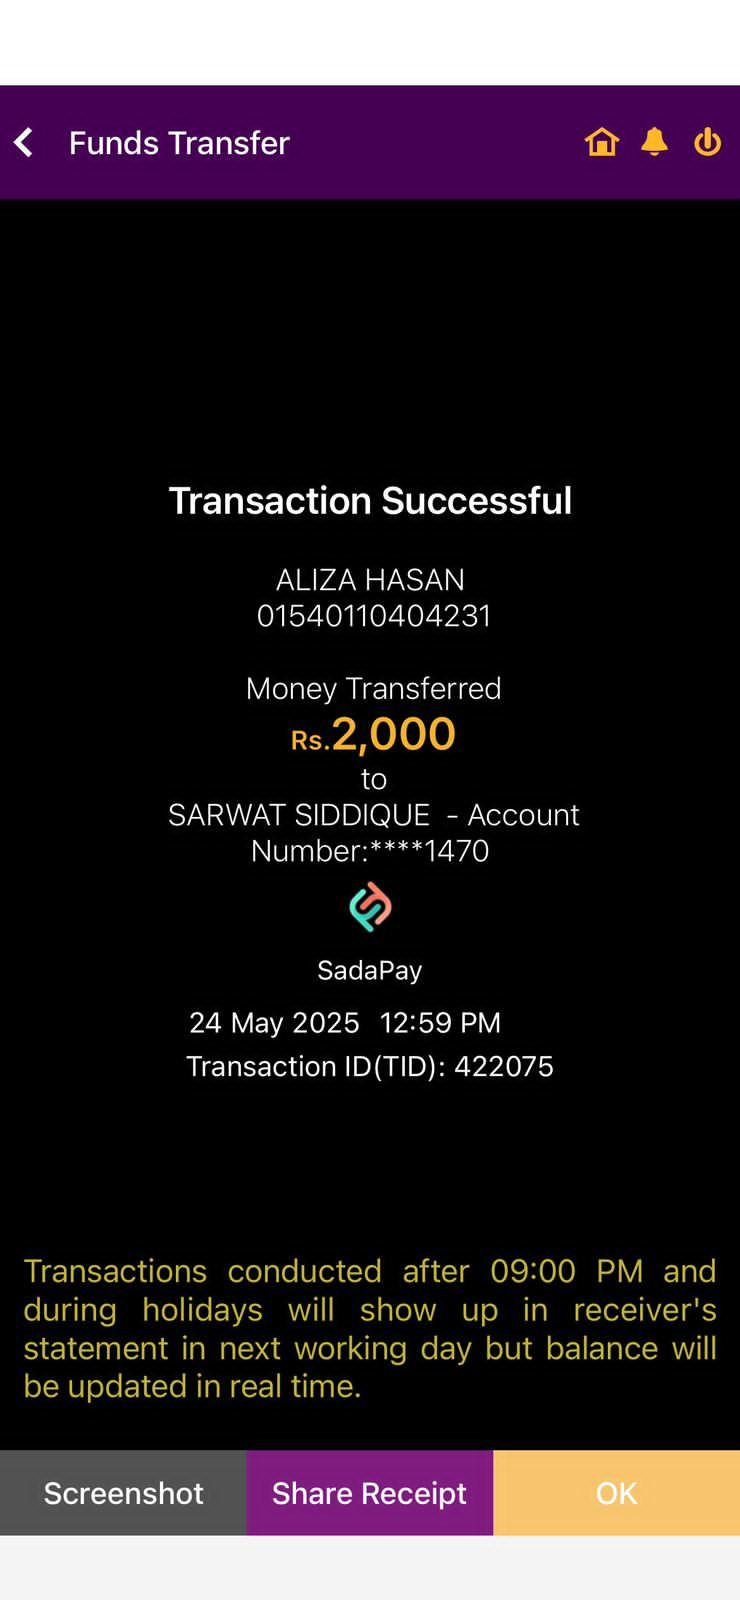 Funds Transfer
Transaction Successful
ALIZA HASAN
01540110404231
Money Transferred
Rs.2,000
to
SARWAT SIDDIQUE - Account
Number:****1470
SadaPay
24 May 2025 12:59 PM
Transaction ID(TID): 422075
Transactions conducted after 09:00 PM and
during holidays will show up in receiver's
statement in next working day but balance will
be updated in real time.
Screenshot Share Receipt OK